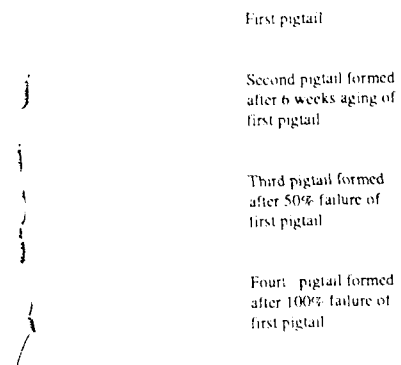 First pigtail
Second pigtail formed
after 6 weeks aging of
first pigtail
Third pigtail formed
after 50% failure of
first pigtail
Fourt pigtail formed
after 100% failure of
first pigtail